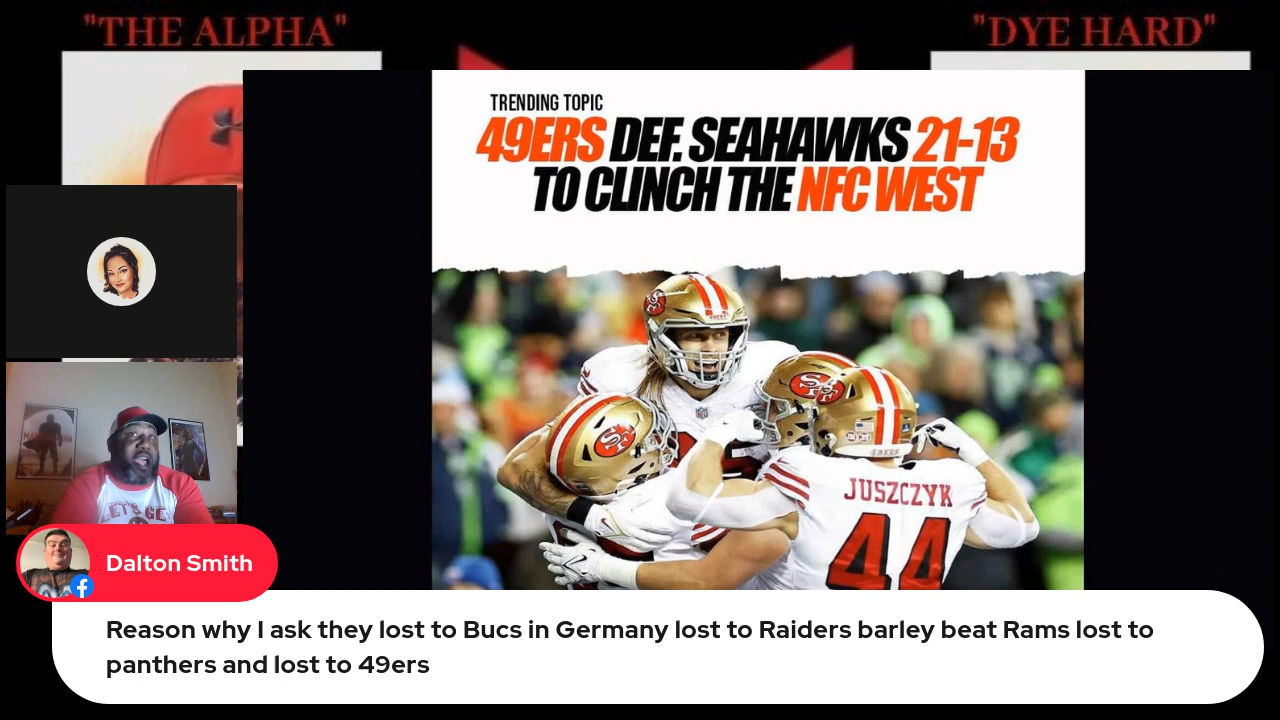 "THE ALPHA"
"DYE HARD"
TRENDING TOPIC
49ERS DEF. SEAHAWKS 21-13
TO CLINCH THE NFC WEST
JUSZCZYK
44
LET'S GE
Dalton Smith
Reason why I ask they lost to Bucs in Germany lost to Raiders barley beat Rams lost to
panthers and lost to 49ers